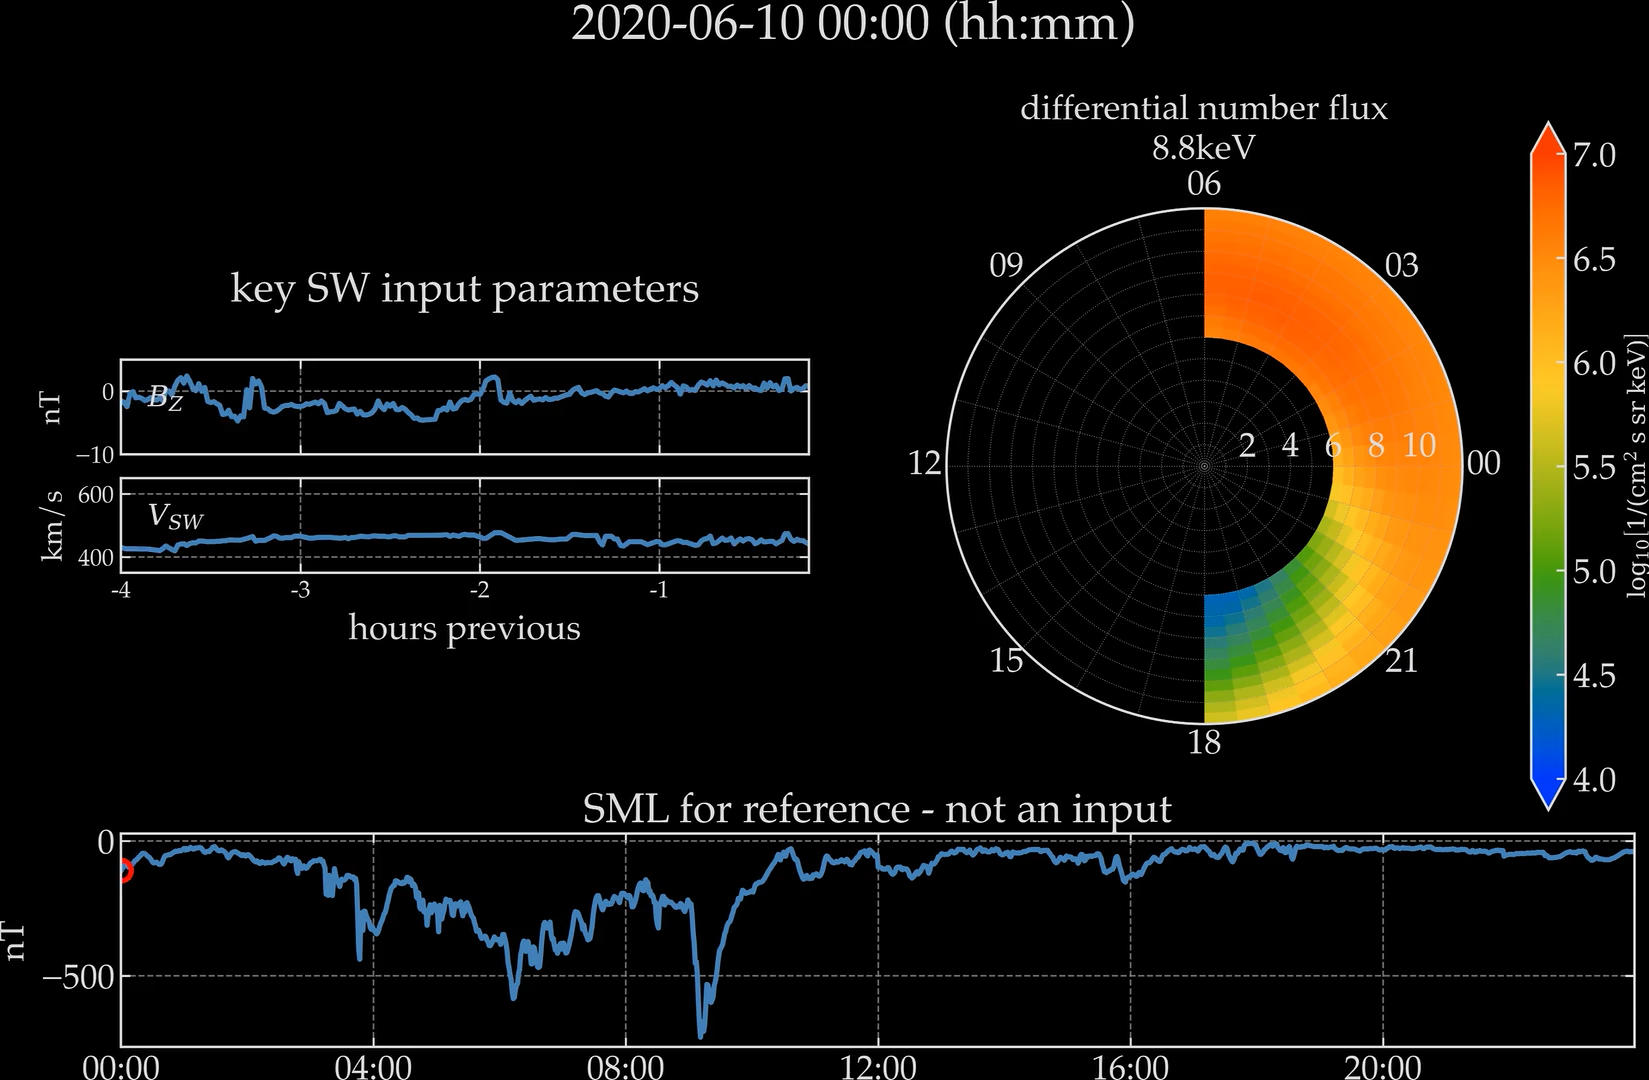 2020-06-10 00:00 (hh:mm)
differential number flux
8.8keV
06
09
03
12
2 4 6 8 10
00
15
21
18
7.0
6.5
6.0
5.5
5.0
4.5
4.0
log10[1/(cm2 s sr keV)]
key SW input parameters
nT
0
−10
BZ
km/s
600
400
VSW
-4 -3 -2 -1
hours previous
SML for reference - not an input
nT
0
−500
00:00 04:00 08:00 12:00 16:00 20:00